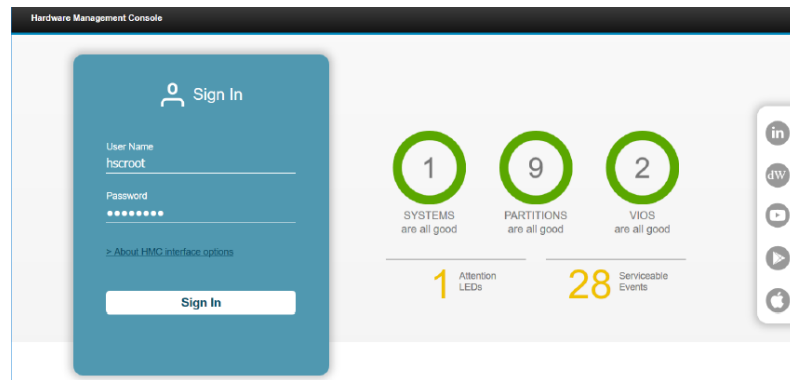 Hardware Management Console
Sign In
User Name
hscroot
Password
> About HMC interface options
Sign In
1
SYSTEMS
are all good
9
PARTITIONS
are all good
2
VIOS
are all good
1 Attention
LEDs
28 Serviceable
Events
in
dW